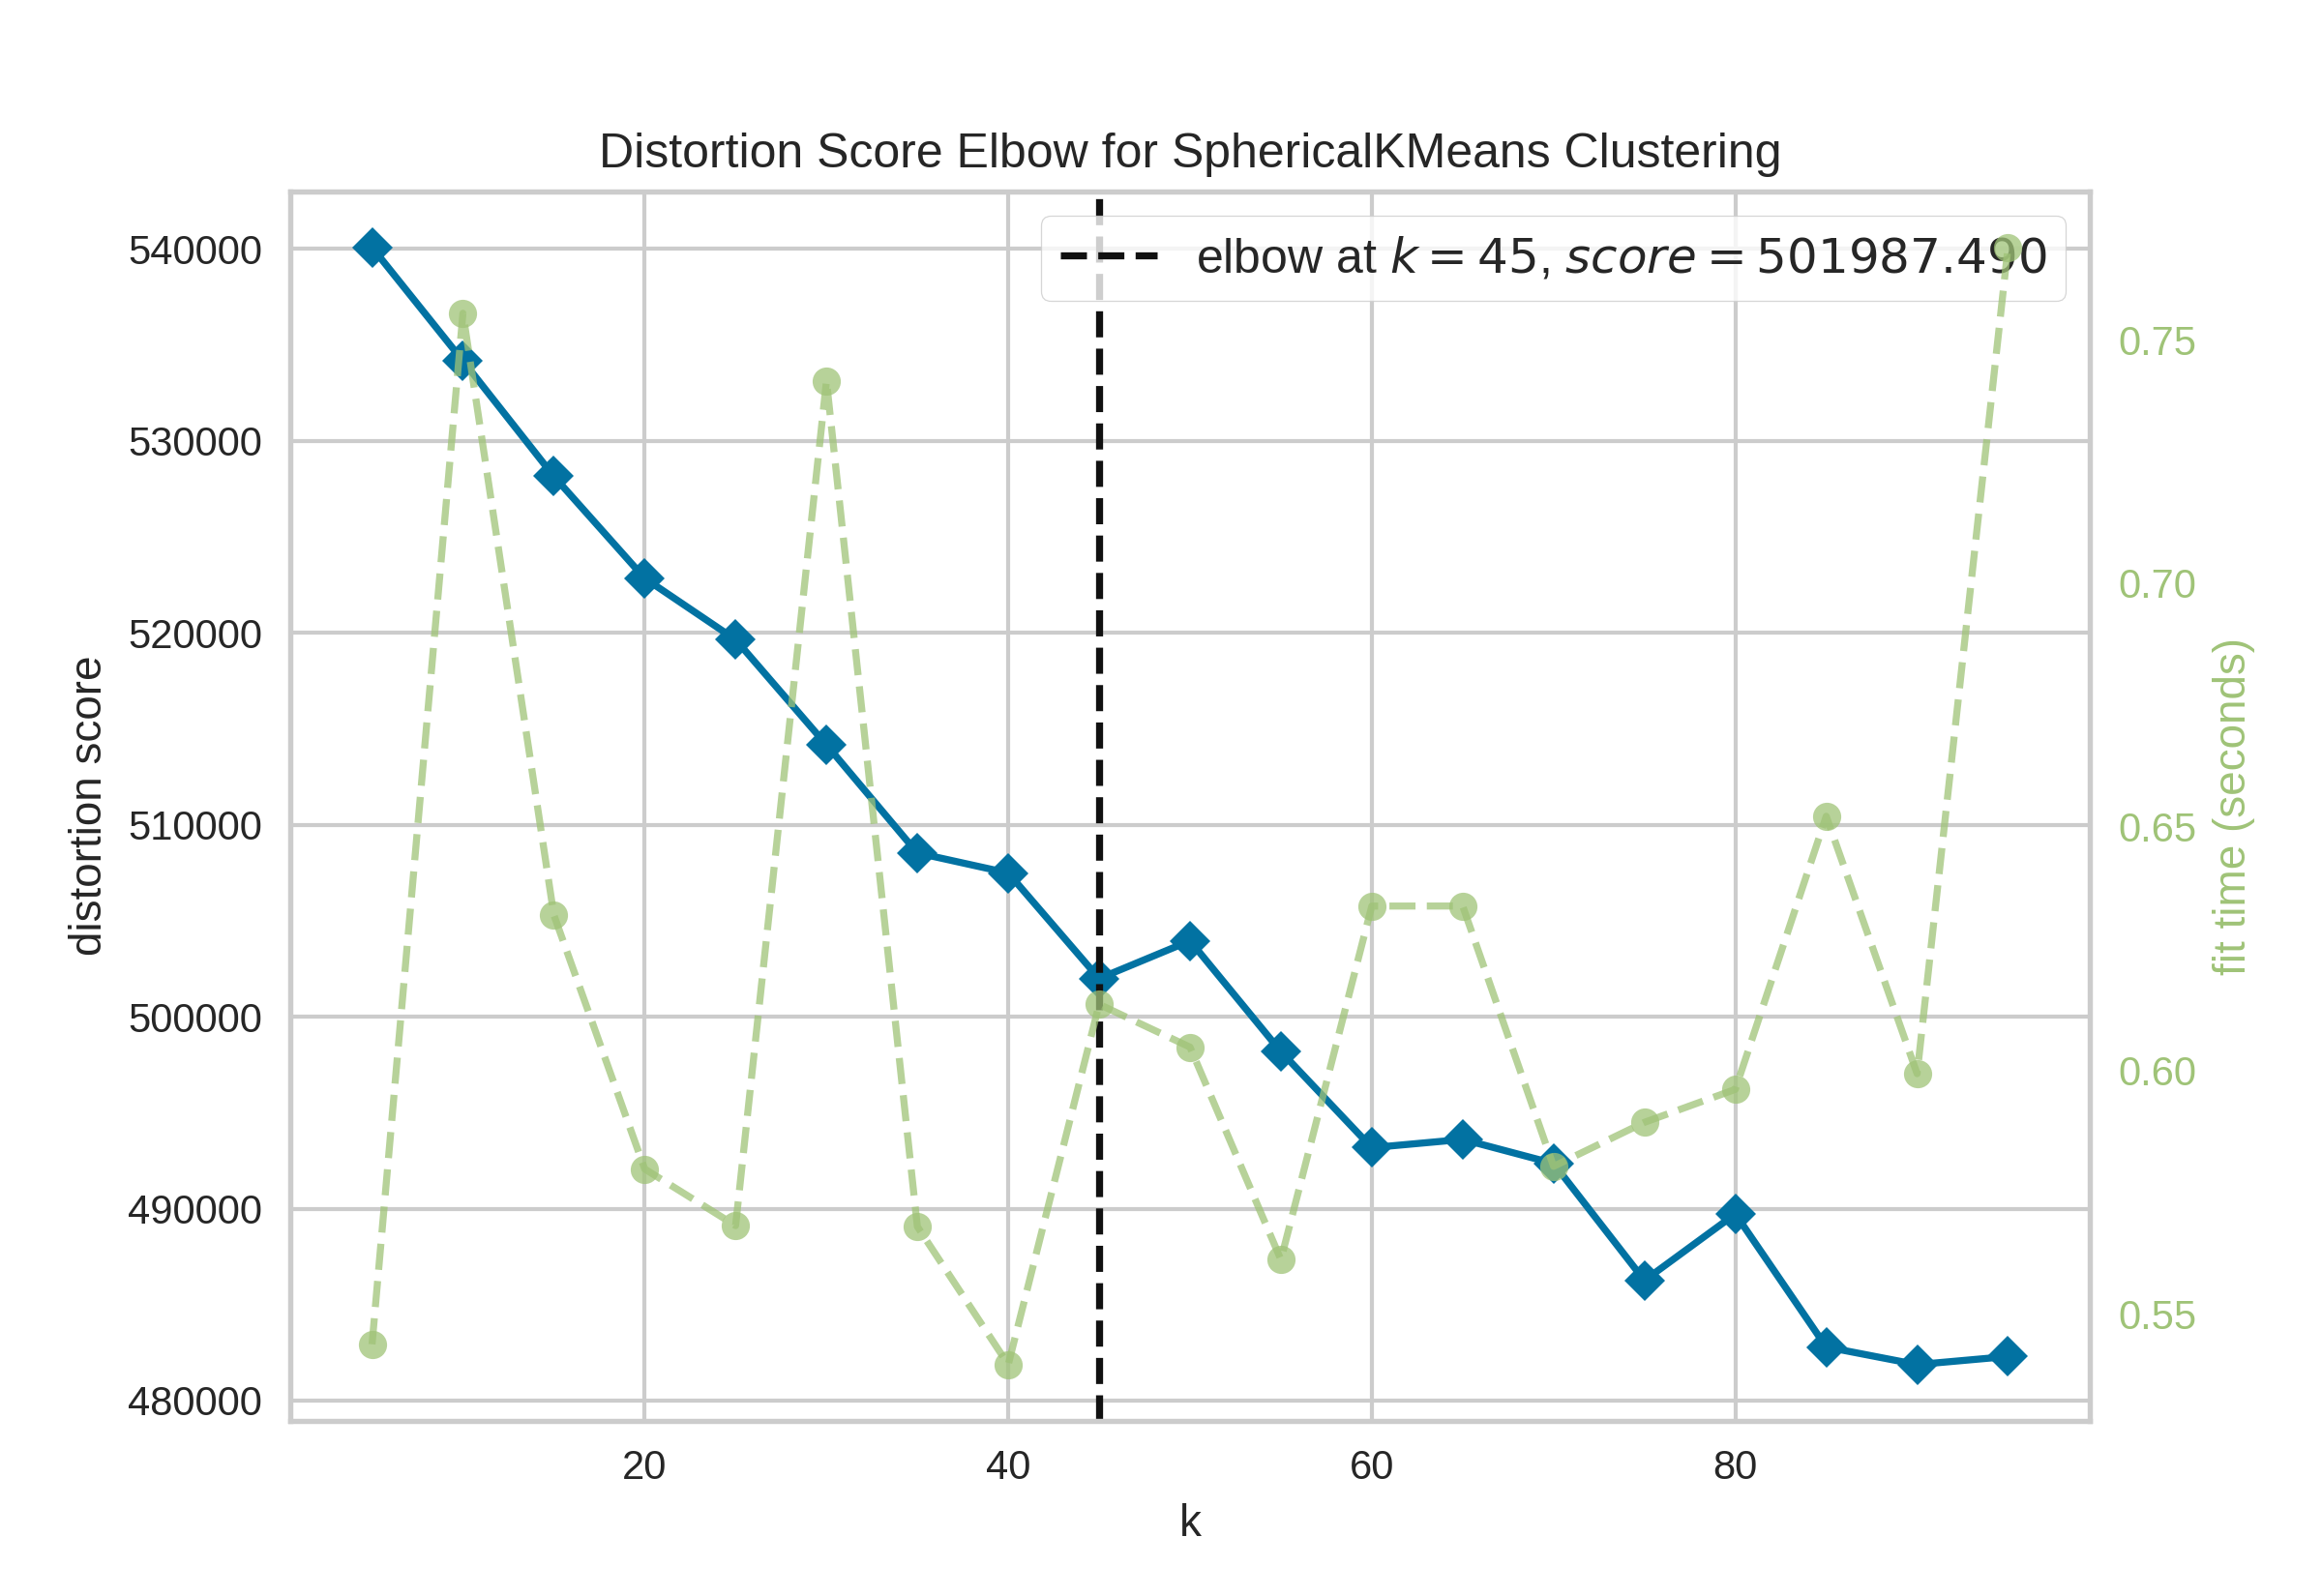 Distortion Score Elbow for SphericalKMeans Clustering
elbow at k = 45, score = 501987.490
distortion score
540000
530000
520000
510000
500000
490000
480000
20 40 60 80
k
0.75
0.70
0.65
0.60
0.55
fit time (seconds)